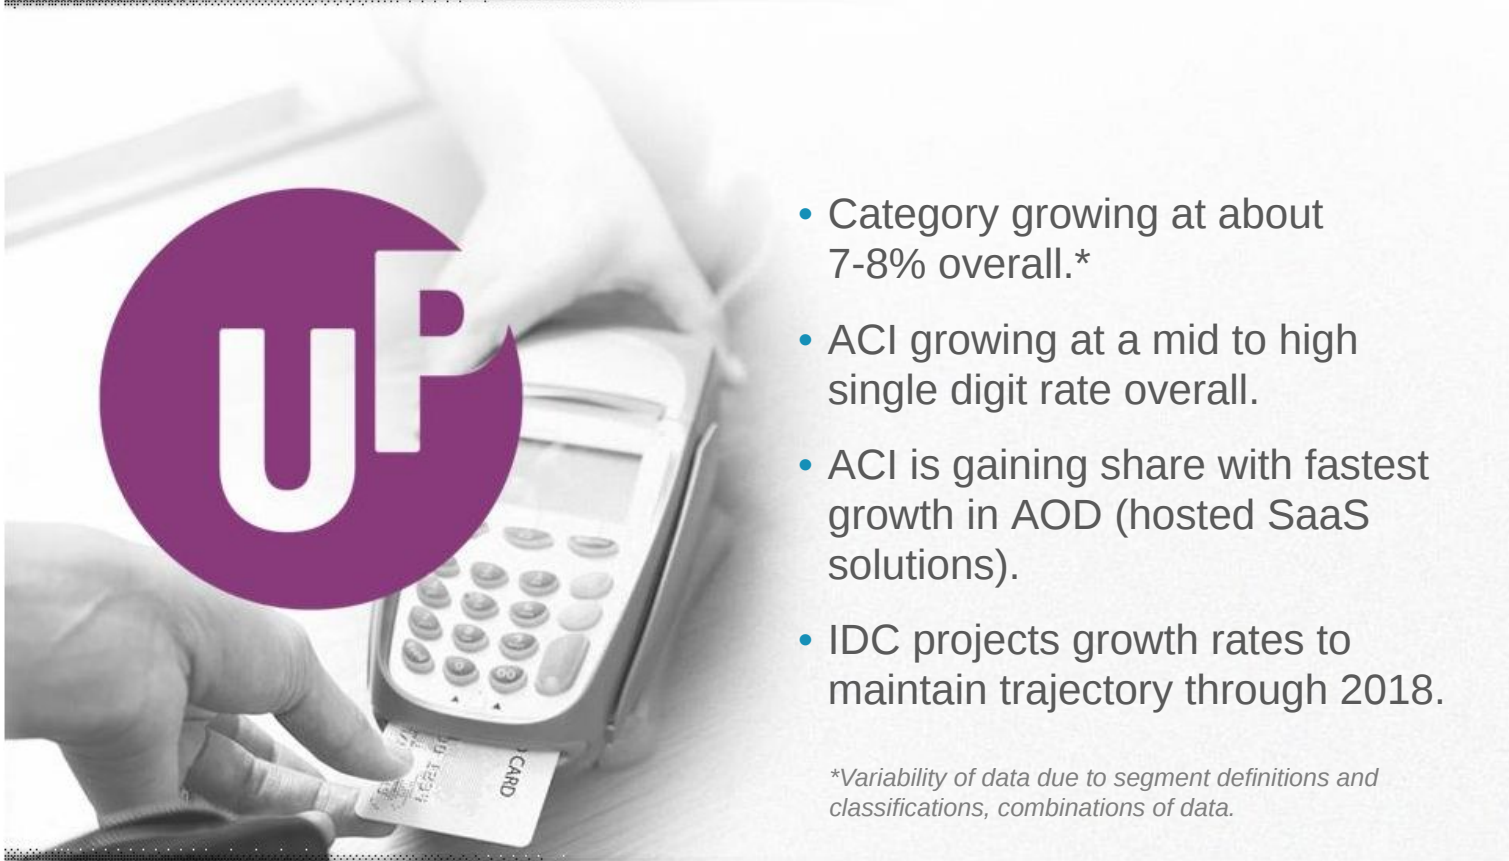 UP
• Category growing at about
7-8% overall.*
• ACI growing at a mid to high
single digit rate overall.
• ACI is gaining share with fastest
growth in AOD (hosted SaaS
solutions).
• IDC projects growth rates to
maintain trajectory through 2018.
*Variability of data due to segment definitions and
classifications, combinations of data.
CARD